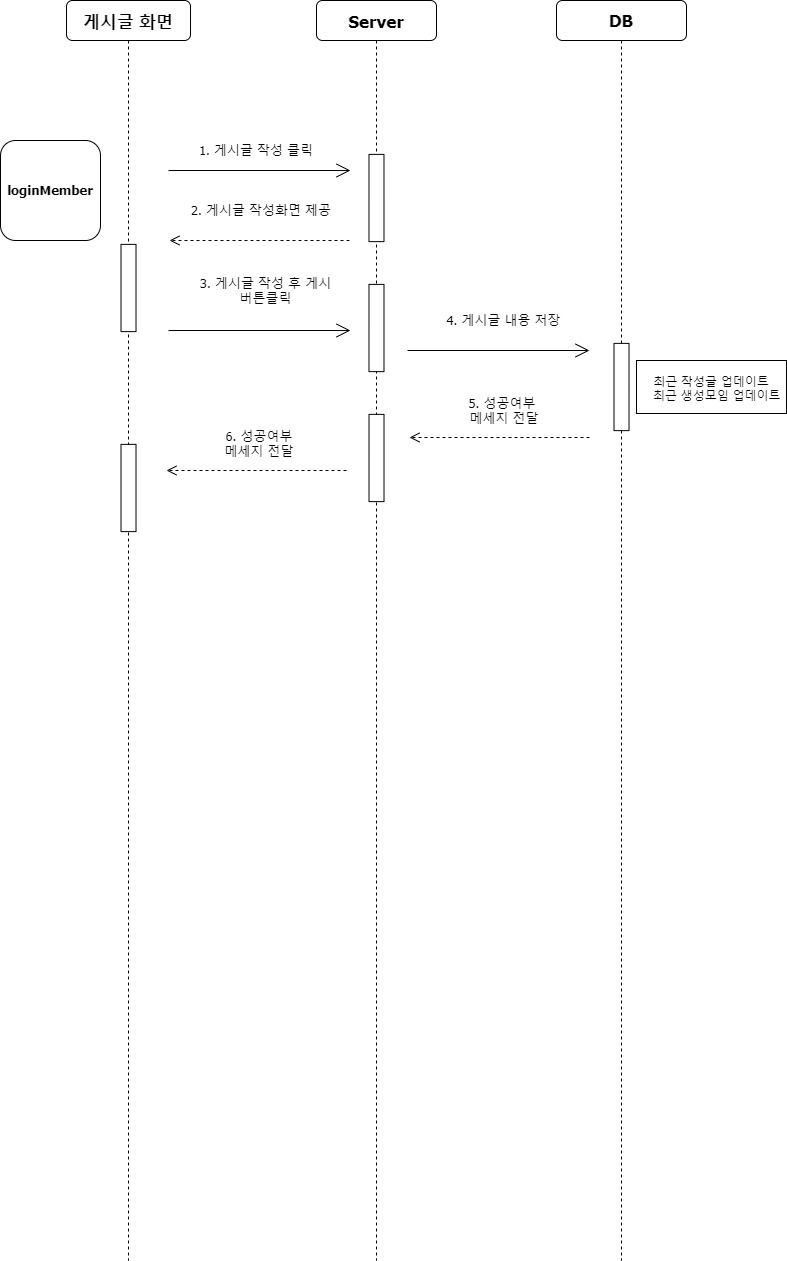 게시글 화면
Server
DB
1. 게시글 작성 클릭
loginMember
2. 게시글 작성화면 제공
3. 게시글 작성 후 게시
버튼클릭
4. 게시글 내용 저장
최근 작성글 업데이트
최근 생성모임 업데이트
5. 성공여부
메세지 전달
6. 성공여부
메세지 전달